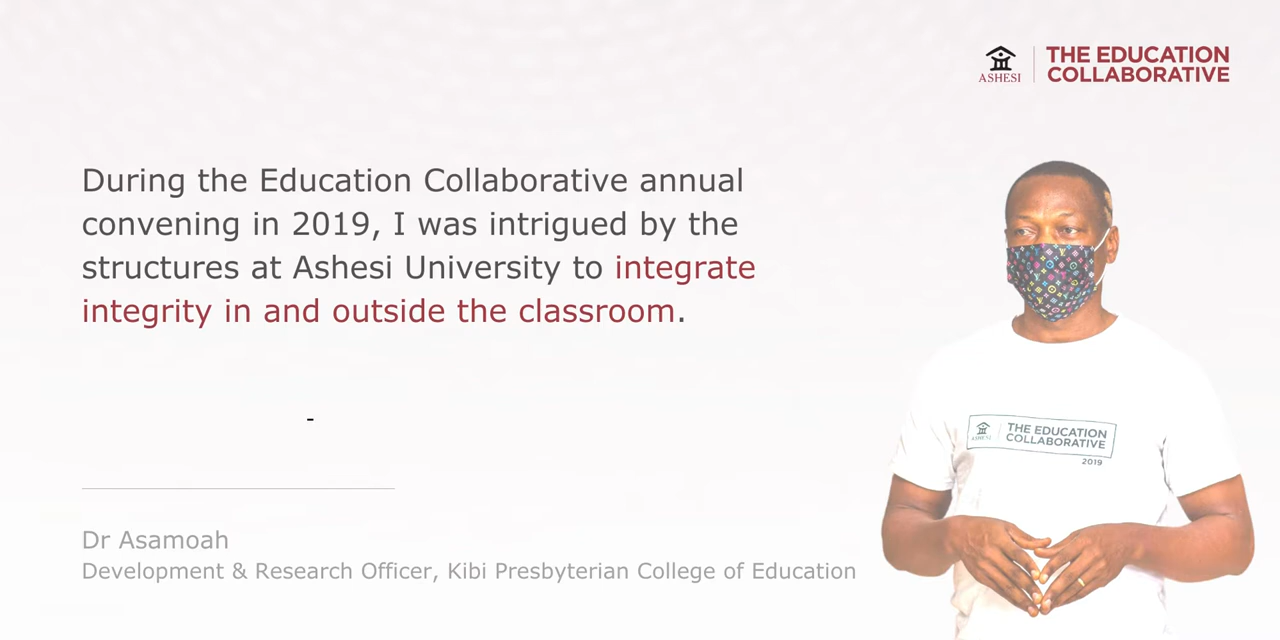 ASHESI
THE EDUCATION
COLLABORATIVE
During the Education Collaborative annual
convening in 2019, I was intrigued by the
structures at Ashesi University to integrate
integrity in and outside the classroom.
-
Dr Asamoah
Development & Research Officer, Kibi Presbyterian College of Education
ASHESI
THE EDUCATION
COLLABORATIVE
2019